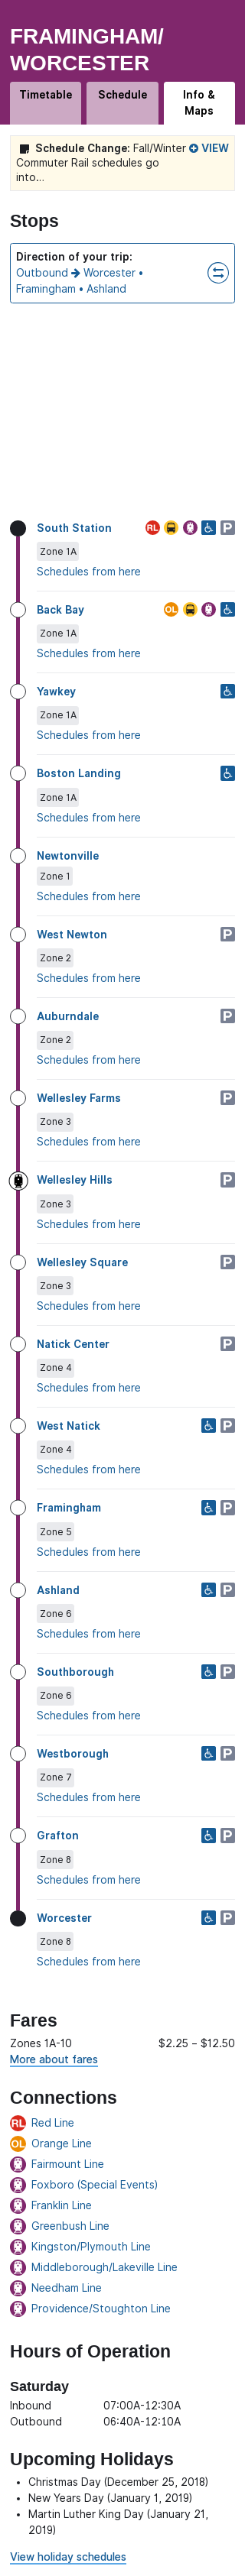 FRAMINGHAM/
WORCESTER
Timetable
Schedule
Info &
Maps
Schedule Change: Fall/Winter VIEW
Commuter Rail schedules go
into...
Stops
Direction of your trip:
Outbound Worcester •
Framingham • Ashland
South Station
Zone 1A
Schedules from here
Back Bay
Zone 1A
Schedules from here
Yawkey
Zone 1A
Schedules from here
Boston Landing
Zone 1A
Schedules from here
Newtonville
Zone 1
Schedules from here
West Newton
Zone 2
Schedules from here
Auburndale
Zone 2
Schedules from here
Wellesley Farms
Zone 3
Schedules from here
Wellesley Hills
Zone 3
Schedules from here
Wellesley Square
Zone 3
Schedules from here
Natick Center
Zone 4
Schedules from here
West Natick
Zone 4
Schedules from here
Framingham
Zone 5
Schedules from here
Ashland
Zone 6
Schedules from here
Southborough
Zone 6
Schedules from here
Westborough
Zone 7
Schedules from here
Grafton
Zone 8
Schedules from here
Worcester
Zone 8
Schedules from here
Fares
Zones 1A-10 $2.25 – $12.50
More about fares
Connections
RL Red Line
OL Orange Line
Fairmount Line
Foxboro (Special Events)
Franklin Line
Greenbush Line
Kingston/Plymouth Line
Middleborough/Lakeville Line
Needham Line
Providence/Stoughton Line
Hours of Operation
Saturday
Inbound 07:00A-12:30A
Outbound 06:40A-12:10A
Upcoming Holidays
• Christmas Day (December 25, 2018)
• New Years Day (January 1, 2019)
• Martin Luther King Day (January 21,
2019)
View holiday schedules